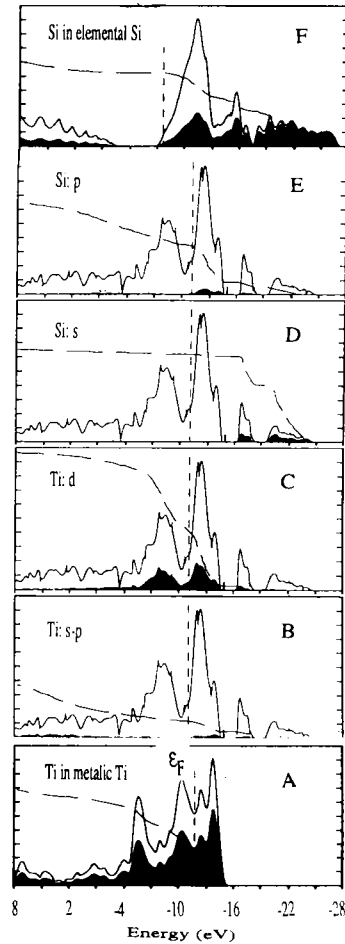 Si in elemental Si F
Si: p E
Si: s D
Ti: d C
Ti: s-p B
εF
Ti in metalic Ti A
8 2 -4 -10 -16 -22 -28
Energy (eV)